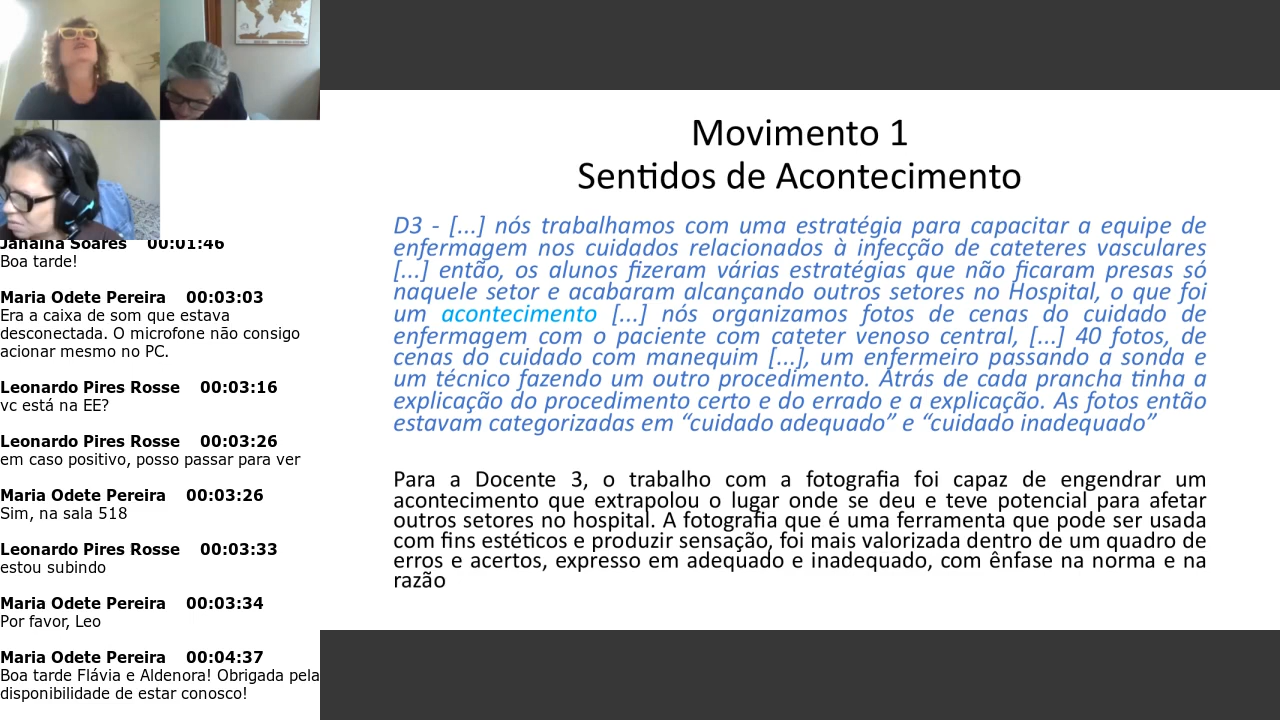 Janaina Soares 00:01:46
Boa tarde!
Maria Odete Pereira 00:03:03
Era a caixa de som que estava
desconectada. O microfone não consigo
acionar mesmo no PC.
Leonardo Pires Rosse 00:03:16
vc está na EE?
Leonardo Pires Rosse 00:03:26
em caso positivo, posso passar para ver
Maria Odete Pereira 00:03:26
Sim, na sala 518
Leonardo Pires Rosse 00:03:33
estou subindo
Maria Odete Pereira 00:03:34
Por favor, Leo
Maria Odete Pereira 00:04:37
Boa tarde Flávia e Aldenora! Obrigada pela
disponibilidade de estar conosco!
Movimento 1
Sentidos de Acontecimento
D3 - [...] nós trabalhamos com uma estratégia para capacitar a equipe de
enfermagem nos cuidados relacionados à infecção de cateteres vasculares
[...] então, os alunos fizeram várias estratégias que não ficaram presas só
naquele setor e acabaram alcançando outros setores no Hospital, o que foi
um acontecimento [...] nós organizamos fotos de cenas do cuidado de
enfermagem com o paciente com cateter venoso central, [...] 40 fotos, de
cenas do cuidado com manequim [...], um enfermeiro passando a sonda e
um técnico fazendo um outro procedimento. Atrás de cada prancha tinha a
explicação do procedimento certo e do errado e a explicação. As fotos então
estavam categorizadas em “cuidado adequado” e “cuidado inadequado”
Para a Docente 3, o trabalho com a fotografia foi capaz de engendrar um
acontecimento que extrapolou o lugar onde se deu e teve potencial para afetar
outros setores no hospital. A fotografia que é uma ferramenta que pode ser usada
com fins estéticos e produzir sensação, foi mais valorizada dentro de um quadro de
erros e acertos, expresso em adequado e inadequado, com ênfase na norma e na
razão